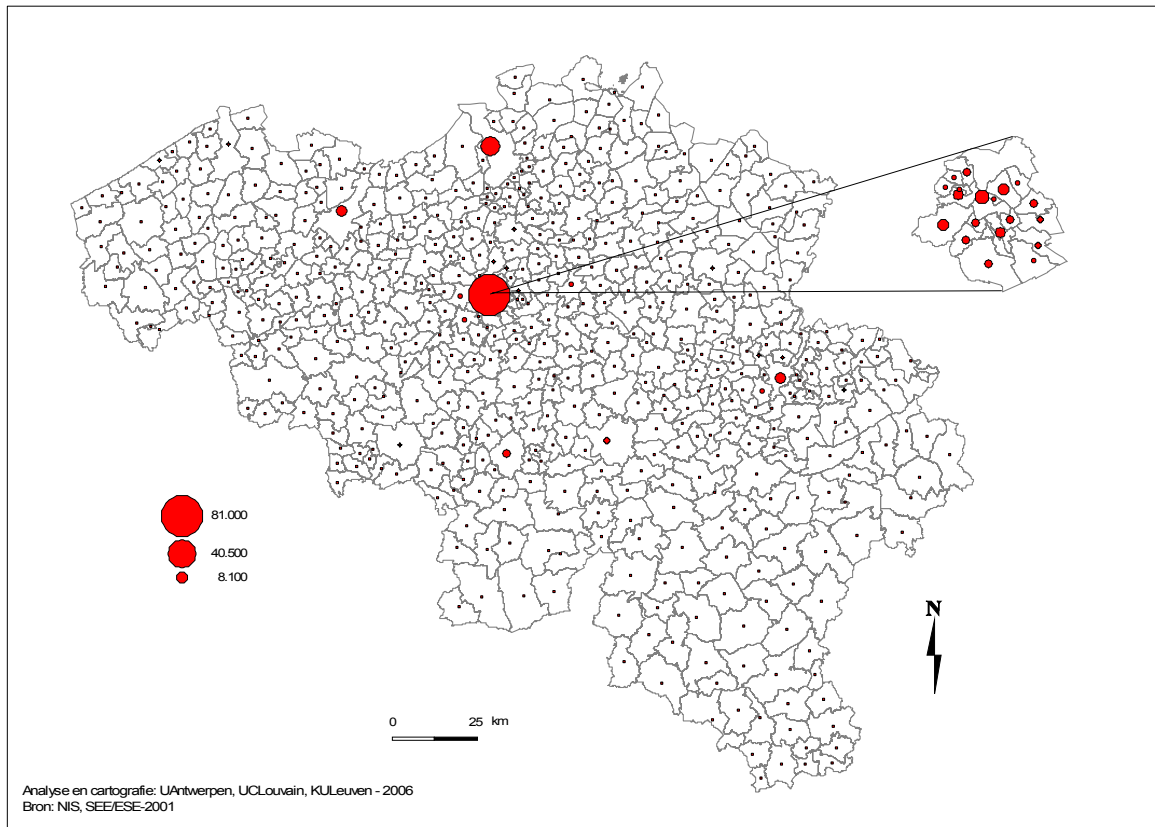 81.000
40.500
8.100
N
0 25 km
Analyse en cartografie: UAntwerpen, UCLouvain, KULeuven - 2006
Bron: NIS, SEE/ESE-2001